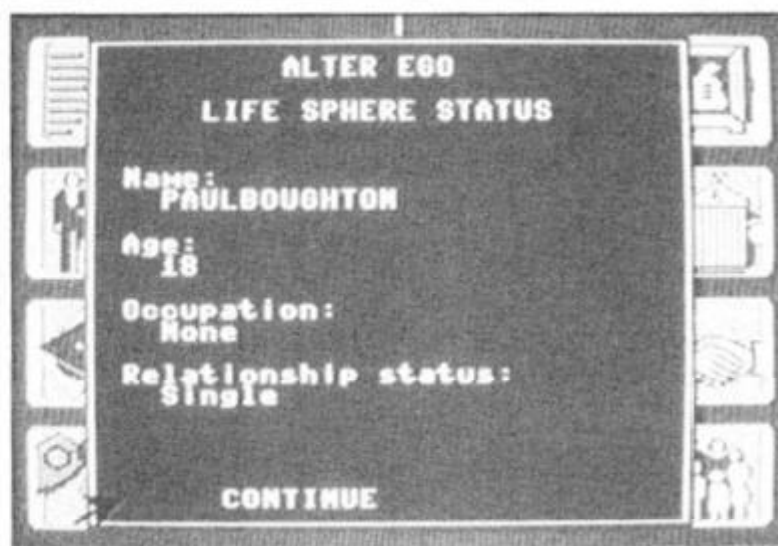 ALTER EGO
LIFE SPHERE STATUS
Name:
PAULBOUGHTON
Age:
18
Occupation:
None
Relationship status:
Single
CONTINUE